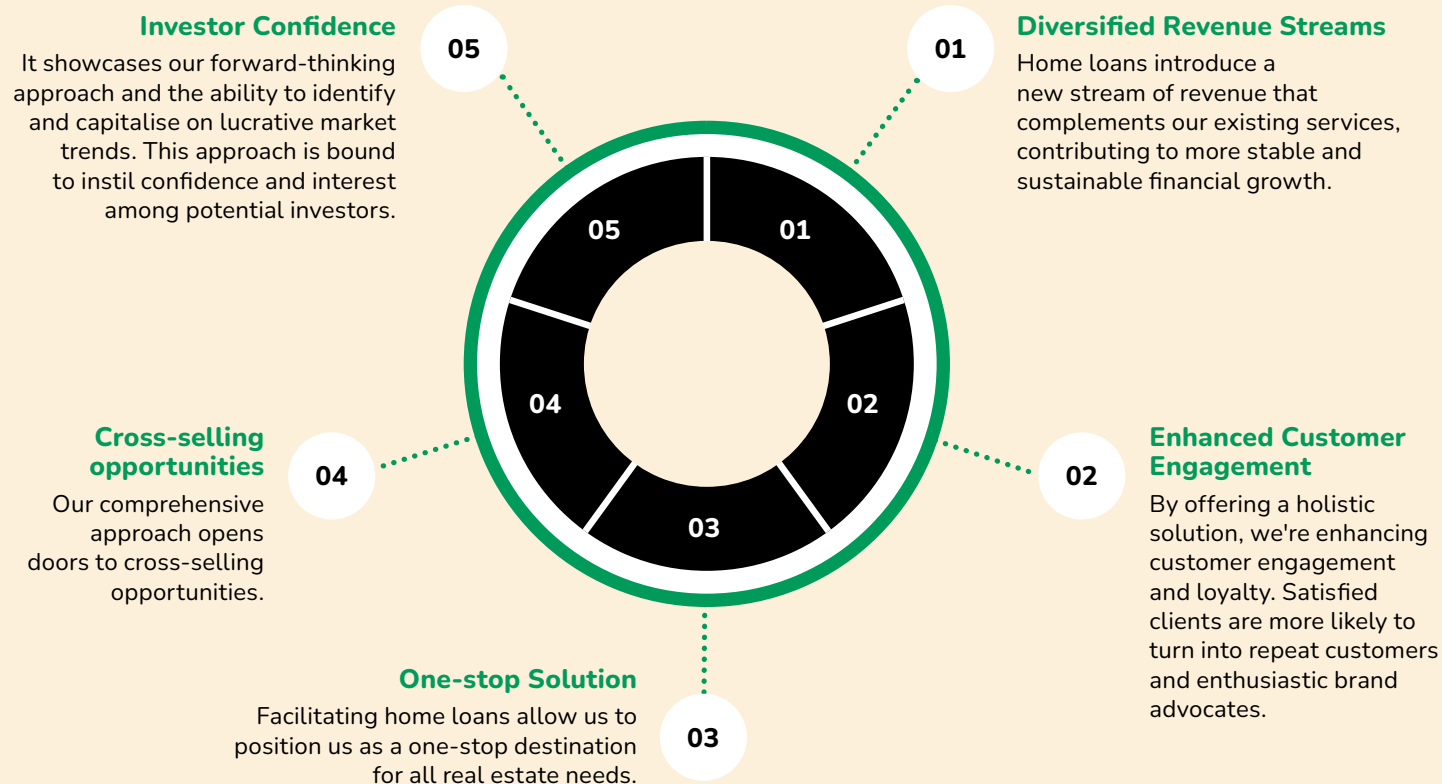 Investor Confidence
It showcases our forward-thinking
approach and the ability to identify
and capitalise on lucrative market
trends. This approach is bound
to instil confidence and interest
among potential investors.
05
01
Diversified Revenue Streams
Home loans introduce a
new stream of revenue that
complements our existing services,
contributing to more stable and
sustainable financial growth.
05
01
04
02
03
Cross-selling
opportunities
Our comprehensive
approach opens
doors to cross-selling
opportunities.
04
02
Enhanced Customer
Engagement
By offering a holistic
solution, we're enhancing
customer engagement
and loyalty. Satisfied
clients are more likely to
turn into repeat customers
and enthusiastic brand
advocates.
One-stop Solution
Facilitating home loans allow us to
position us as a one-stop destination
for all real estate needs.
03